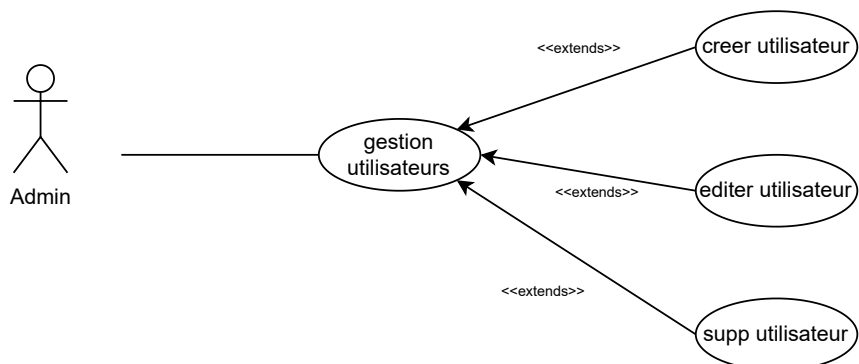 creer utilisateur
<<extends>>
gestion
utilisateurs
Admin
<<extends>>
editer utilisateur
<<extends>>
supp utilisateur